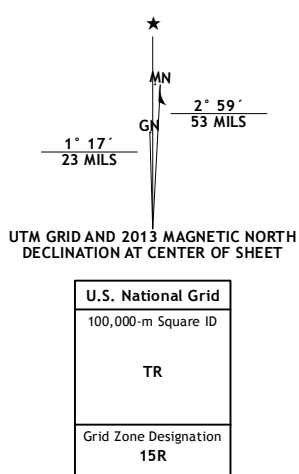 ★
MN
GN
2° 59´
53 MILS
1° 17´
23 MILS
UTM GRID AND 2013 MAGNETIC NORTH
DECLINATION AT CENTER OF SHEET
U.S. National Grid
100,000-m Square ID
TR
Grid Zone Designation
15R